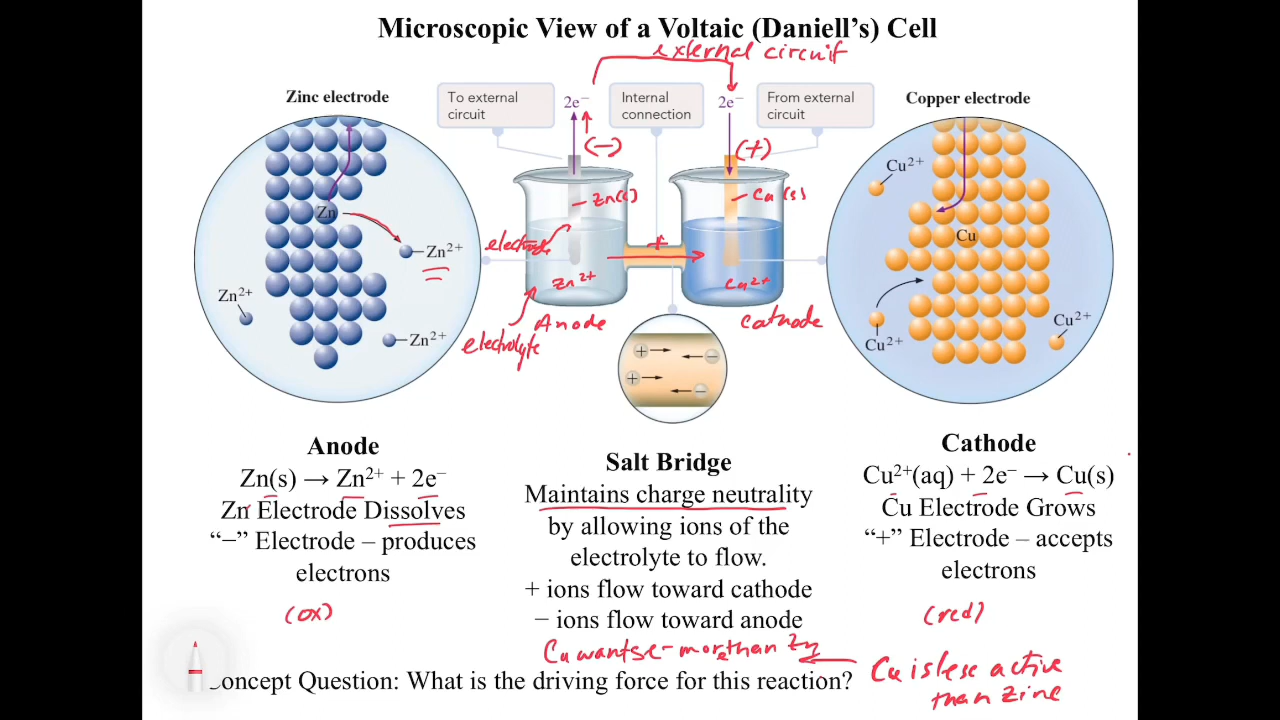 Microscopic View of a Voltaic (Daniell's) Cell
external circuit
Zinc electrode
To external
circuit
2e⁻
Internal
connection
2e⁻
From external
circuit
Copper electrode
(−)
(+)
Cu²⁺
Zn(s)
Cu (s)
Zn
Zn²⁺
electrode
+
Cu
Zn²⁺
Zn²⁺
Cu²⁺
Anode
Cathode
electrolyte
Zn²⁺
Cu²⁺
Cu²⁺
+
−
+
−
Anode
Zn(s) → Zn²⁺ + 2e⁻
Zn Electrode Dissolves
“−” Electrode – produces
electrons
(ox)
Salt Bridge
Maintains charge neutrality
by allowing ions of the
electrolyte to flow.
+ ions flow toward cathode
− ions flow toward anode
Cathode
Cu²⁺(aq) + 2e⁻ → Cu(s)
Cu Electrode Grows
“+” Electrode – accepts
electrons
(red)
Cu wants e- more than Zn
Cu is less active
than zinc
oncept Question: What is the driving force for this reaction?